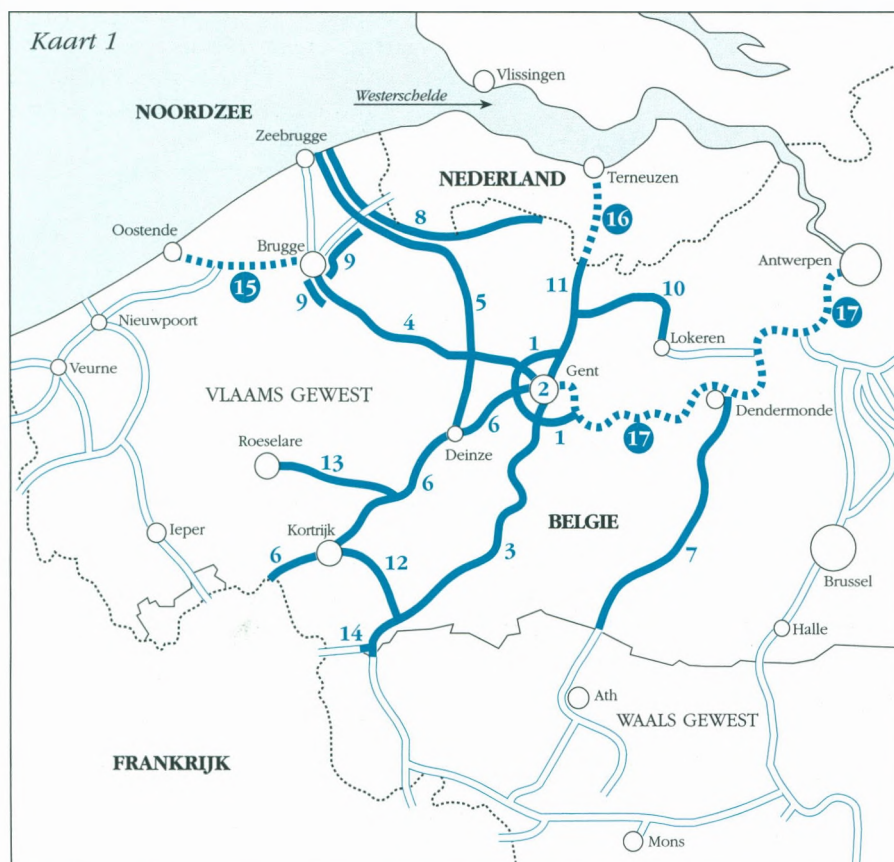 Kaart 1
Vlissingen
Westerschelde
NOORDZEE
Zeebrugge
NEDERLAND
Terneuzen
8
16
Oostende
Brugge
Antwerpen
9
15
11
10
17
9
5
4
Nieuwpoort
1
Lokeren
Veurne
Gent
2
VLAAMS GEWEST
6
Dendermonde
Roeselare
Deinze
1
17
13
6
Ieper
Kortrijk
BELGIE
6
12
3
7
Brussel
14
Halle
Ath
WAALS GEWEST
FRANKRIJK
Mons